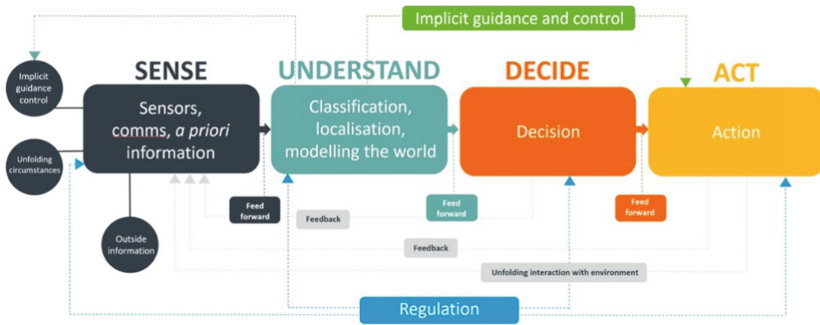 Implicit guidance and control
SENSE
UNDERSTAND
DECIDE
ACT
Implicit
guidance
control
Sensors,
comms, a priori
information
Classification,
localisation,
modelling the world
Decision
Action
Unfolding
circumstances
Outside
information
Feed
forward
Feed
forward
Feed
forward
Feedback
Feedback
Unfolding interaction with environment
Regulation